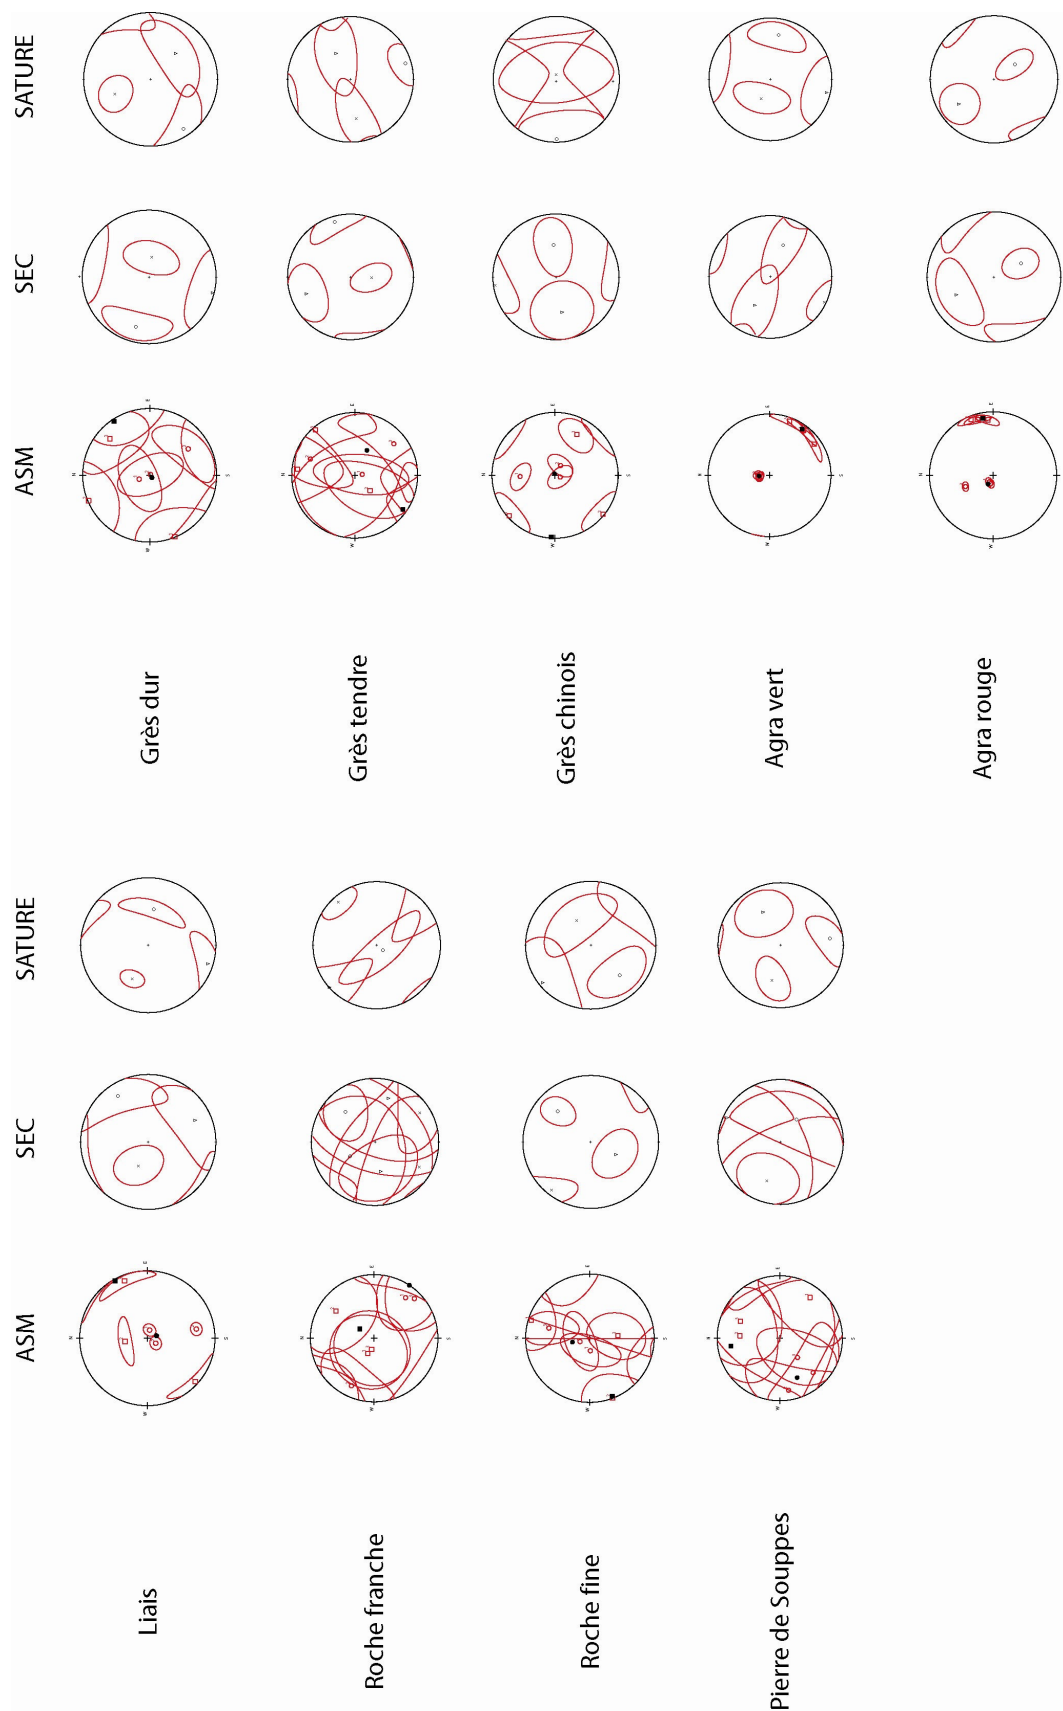 ASM SEC SATURE ASM SEC SATURE
Liais Grès dur
Roche franche Grès tendre
Roche fine Grès chinois
Pierre de Souppes Agra vert
Agra rouge